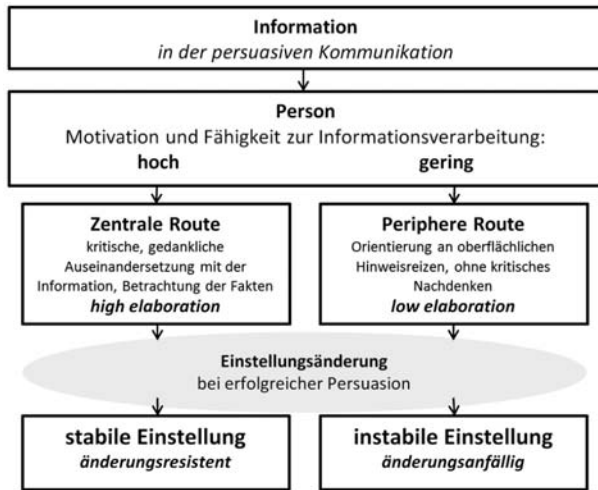 Information
in der persuasiven Kommunikation
Person
Motivation und Fähigkeit zur Informationsverarbeitung:
hoch
gering
Zentrale Route
kritische, gedankliche
Auseinandersetzung mit der
Information, Betrachtung der Fakten
high elaboration
Periphere Route
Orientierung an oberflächlichen
Hinweisreizen, ohne kritisches
Nachdenken
low elaboration
Einstellungsänderung
bei erfolgreicher Persuasion
stabile Einstellung
änderungsresistent
instabile Einstellung
änderungsanfällig